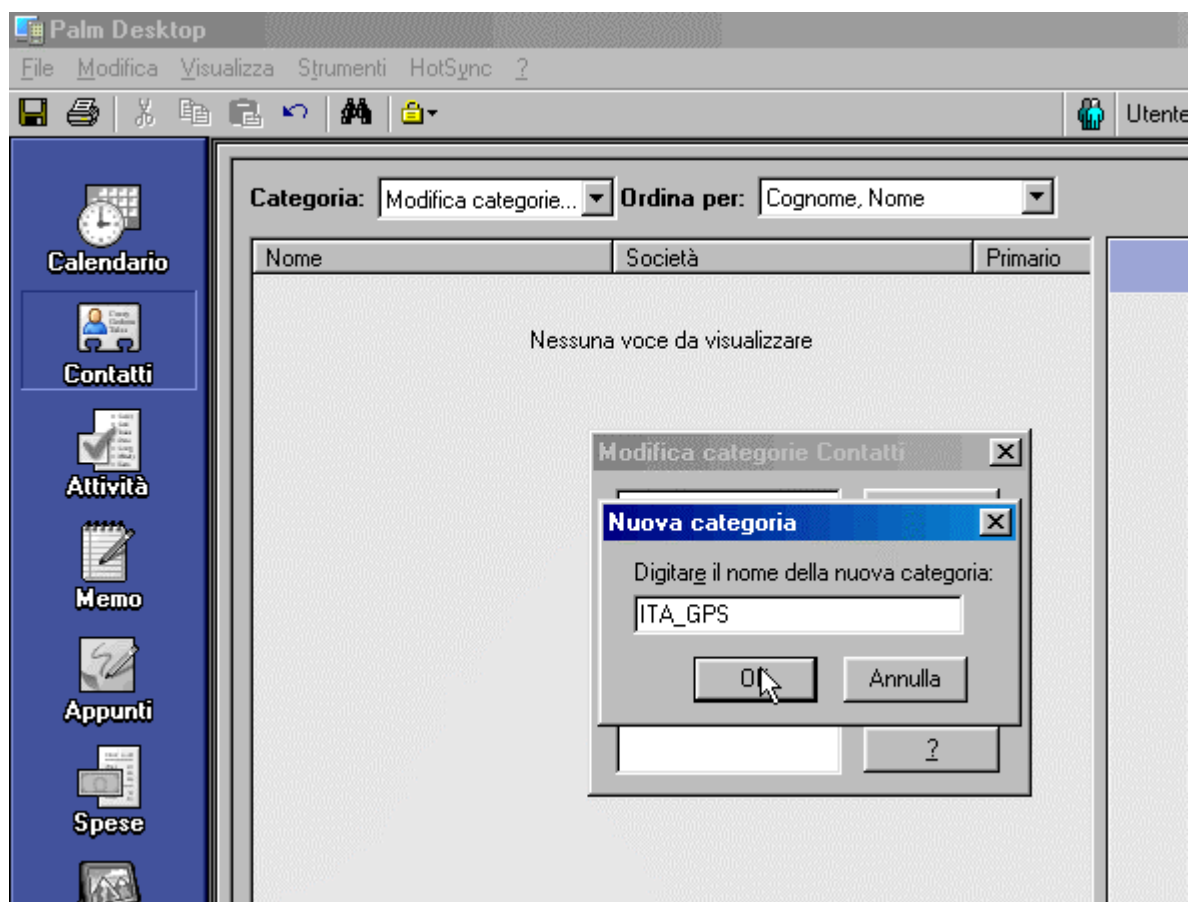 Palm Desktop
File Modifica Visualizza Strumenti HotSync ?
Utente
Categoria: Modifica categorie... Ordina per: Cognome, Nome
Nome Società Primario
Nessuna voce da visualizzare
Calendario
Contatti
Attività
Memo
Appunti
Spese
Modifica categorie Contatti
Nuova categoria
Digitare il nome della nuova categoria:
ITA_GPS
OK Annulla
?